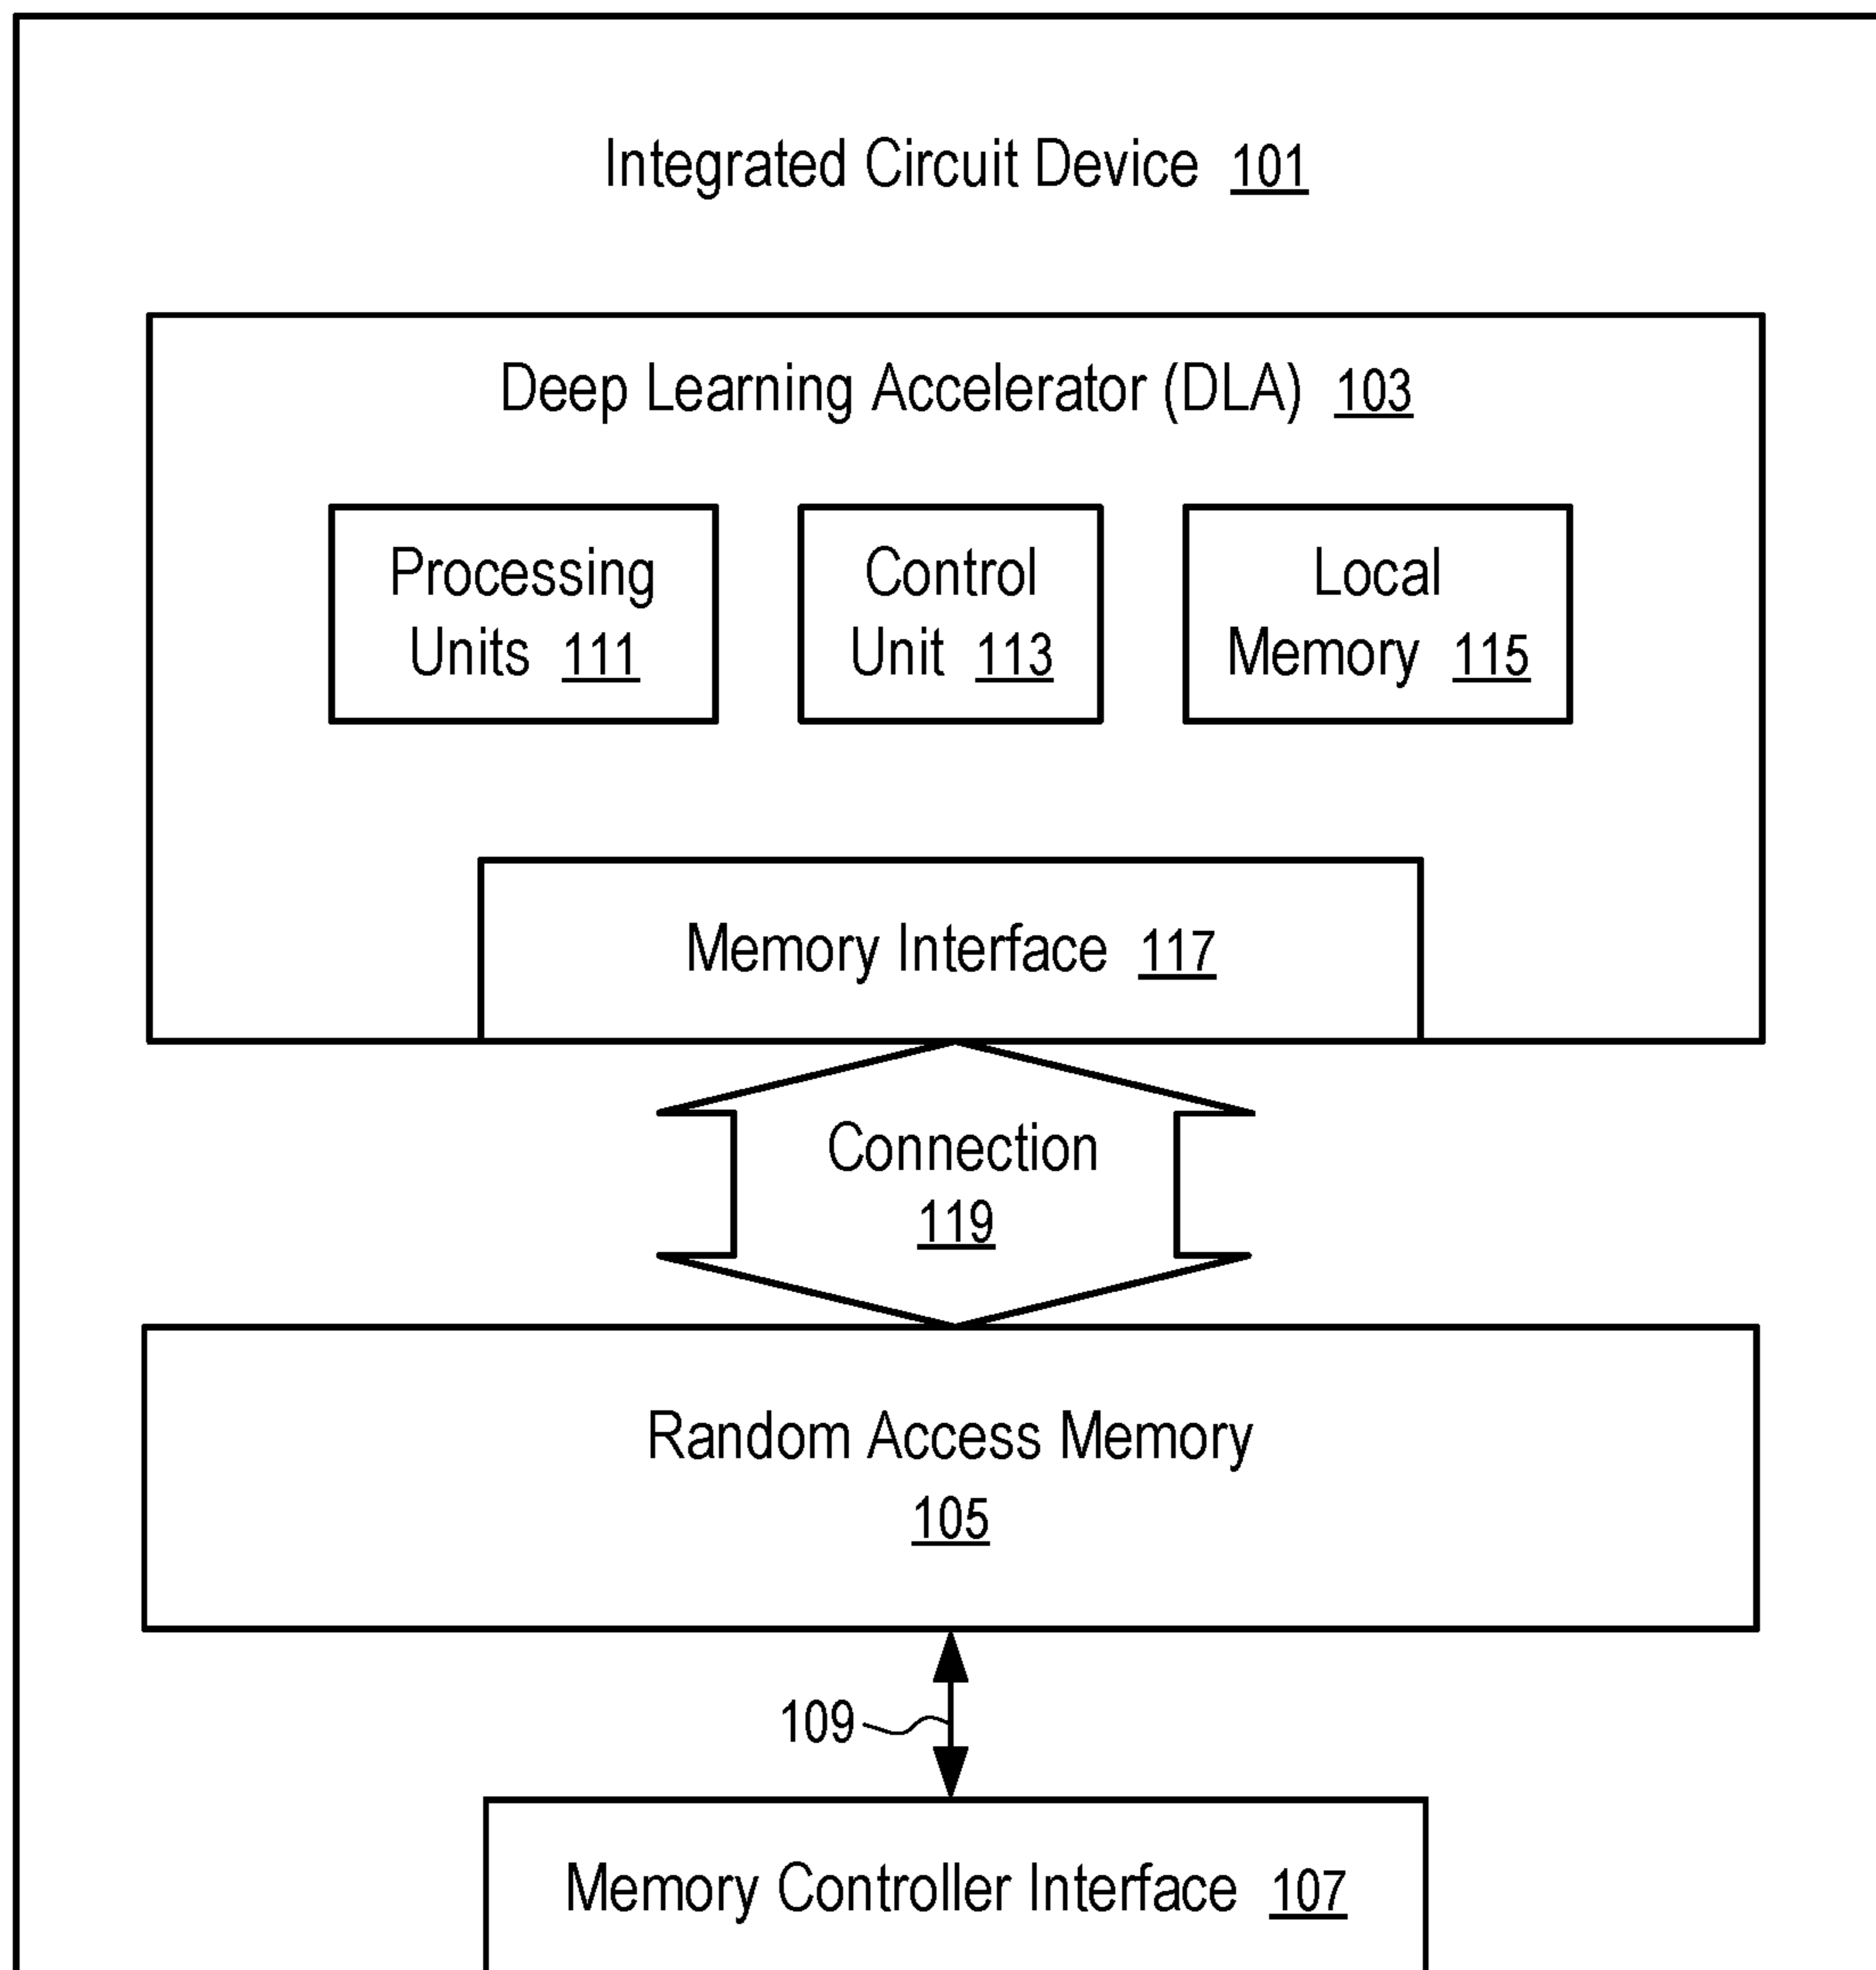 Integrated Circuit Device 101
Deep Learning Accelerator (DLA) 103
Processing
Units 111
Control
Unit 113
Local
Memory 115
Memory Interface 117
Connection
119
Random Access Memory
105
109
Memory Controller Interface 107